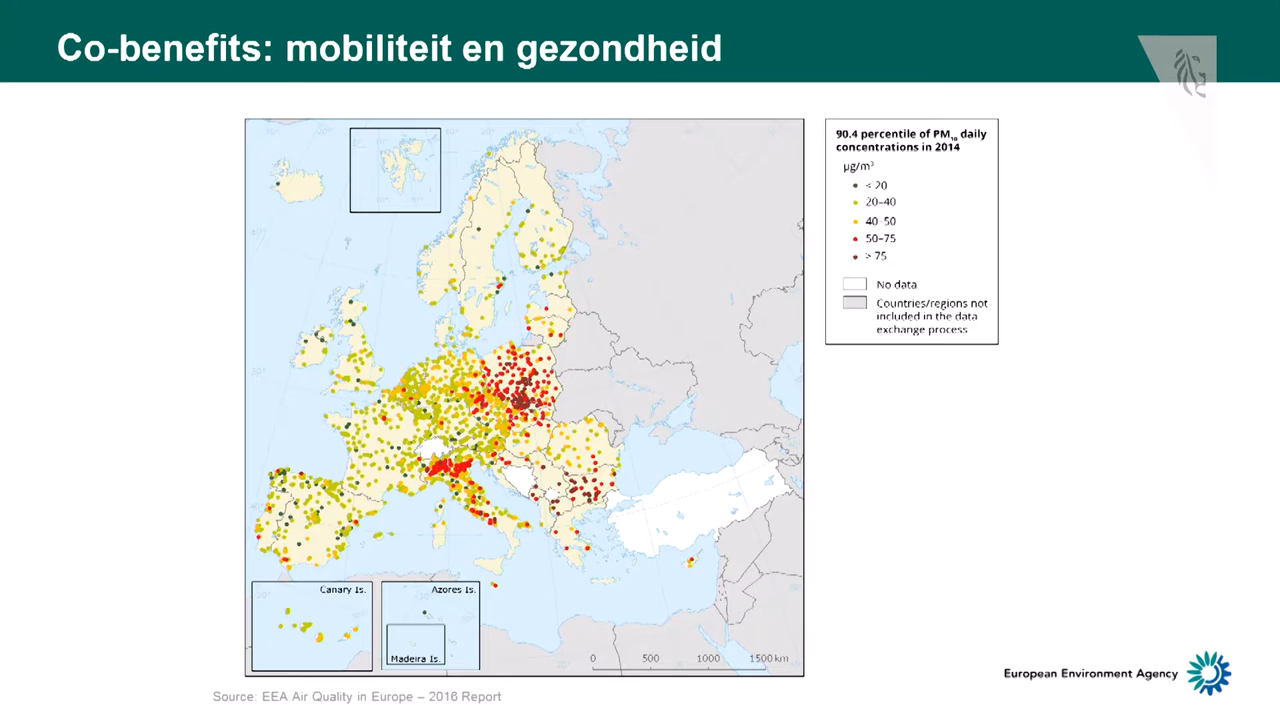 Co-benefits: mobiliteit en gezondheid
90.4 percentile of PM10 daily
concentrations in 2014
µg/m³
< 20
20–40
40–50
50–75
> 75
No data
Countries/regions not
included in the data
exchange process
Canary Is.
Azores Is.
Madeira Is.
0 500 1000 1500 km
European Environment Agency
Source: EEA Air Quality in Europe – 2016 Report